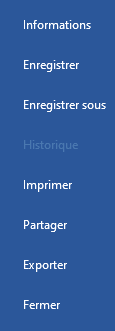 Informations
Enregistrer
Enregistrer sous
Historique
Imprimer
Partager
Exporter
Fermer